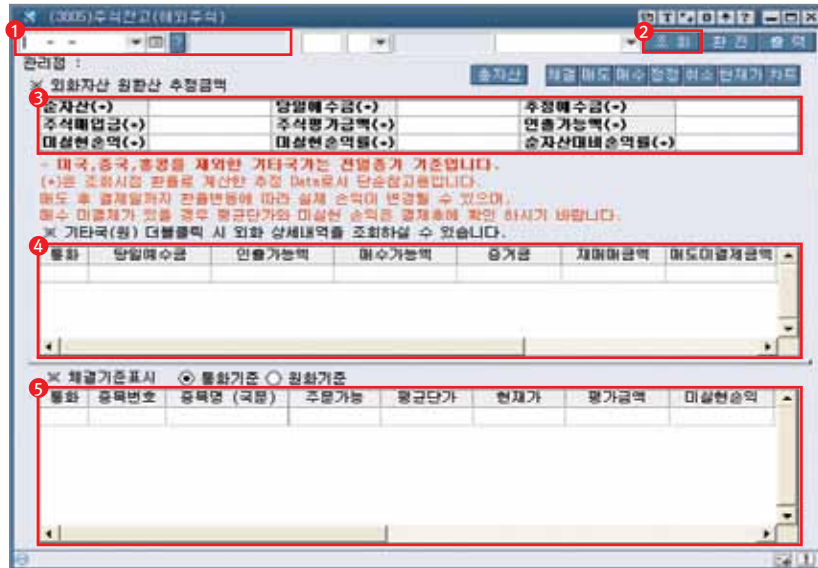 (3005)주식잔고(해외주식)
1 - - ? 2 조 회 환 전 출 력
관리점 :
※ 외화자산 원환산 추정금액 총자산 체결 매도 매수 정정 취소 현재가 차트
3
순자산(*) 당일예수금(*) 추정예수금(*)
주식매입금(*) 주식평가금액(*) 인출가능액(*)
미실현손익(*) 미실현손익률(*) 순자산대비손익률(*)
- 미국,중국,홍콩을 제외한 기타국가는 전일종가 기준입니다.
(*)은 조회시점 환율로 계산한 추정 Data로서 단순참고용입니다.
매도 후 결제일까지 환율변동에 따라 실제 손익이 변경될 수 있으며,
매수 미결제가 있을 경우 평균단가와 미실현 손익은 결제후에 확인 하시기 바랍니다.
※ 기타국(원) 더블클릭 시 외화 상세내역을 조회하실 수 있습니다.
4
통화 당일예수금 인출가능액 매수가능액 증거금 재매매금액 매도미결제금액
※ 체결기준표시 통화기준 원화기준
5
통화 종목번호 종목명 (국문) 주문가능 평균단가 현재가 평가금액 미실현손익